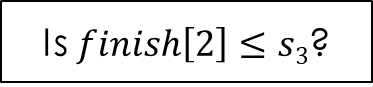 Is finish[2] ≤ s₃?